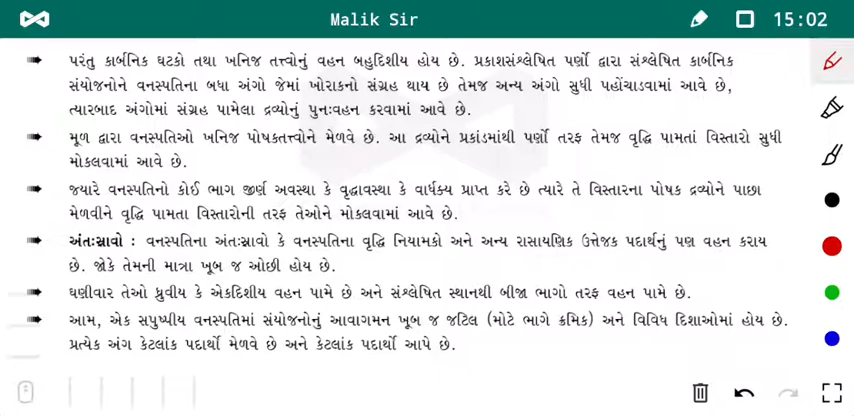 Malik Sir
15:02
પરંતુ કાર્બનિક ઘટકો તથા ખનિજ તત્ત્વોનું વહન બહુદિશીય હોય છે. પ્રકાશસંશ્લેષિત પર્ણો દ્વારા સંશ્લેષિત કાર્બનિક
સંયોજનોને વનસ્પતિના બધા અંગો જેમાં ખોરાકનો સંગ્રહ થાય છે તેમજ અન્ય અંગો સુધી પહોંચાડવામાં આવે છે,
ત્યારબાદ અંગોમાં સંગ્રહ પામેલા દ્રવ્યોનું પુનઃવહન કરવામાં આવે છે.
મૂળ દ્વારા વનસ્પતિઓ ખનિજ પોષકતત્ત્વોને મેળવે છે. આ દ્રવ્યોને પ્રકાંડમાંથી પર્ણો તરફ તેમજ વૃદ્ધિ પામતાં વિસ્તારો સુધી
મોકલવામાં આવે છે.
જયારે વનસ્પતિનો કોઈ ભાગ જીર્ણ અવસ્થા કે વૃદ્ધાવસ્થા કે વાર્ધક્ય પ્રાપ્ત કરે છે ત્યારે તે વિસ્તારના પોષક દ્રવ્યોને પાછા
મેળવીને વૃદ્ધિ પામતા વિસ્તારોની તરફ તેઓને મોકલવામાં આવે છે.
અંતઃસ્રાવો : વનસ્પતિના અંતઃસ્રાવો કે વનસ્પતિના વૃદ્ધિ નિયામકો અને અન્ય રાસાયણિક ઉત્તેજક પદાર્થનું પણ વહન કરાય
છે. જોકે તેમની માત્રા ખૂબ જ ઓછી હોય છે.
ઘણીવાર તેઓ ધ્રુવીય કે એકદિશીય વહન પામે છે અને સંશ્લેષિત સ્થાનથી બીજા ભાગો તરફ વહન પામે છે.
આમ, એક સપુષ્પીય વનસ્પતિમાં સંયોજનોનું આવાગમન ખૂબ જ જટિલ (મોટે ભાગે ક્રમિક) અને વિવિધ દિશાઓમાં હોય છે.
પ્રત્યેક અંગ કેટલાંક પદાર્થો મેળવે છે અને કેટલાંક પદાર્થો આપે છે.